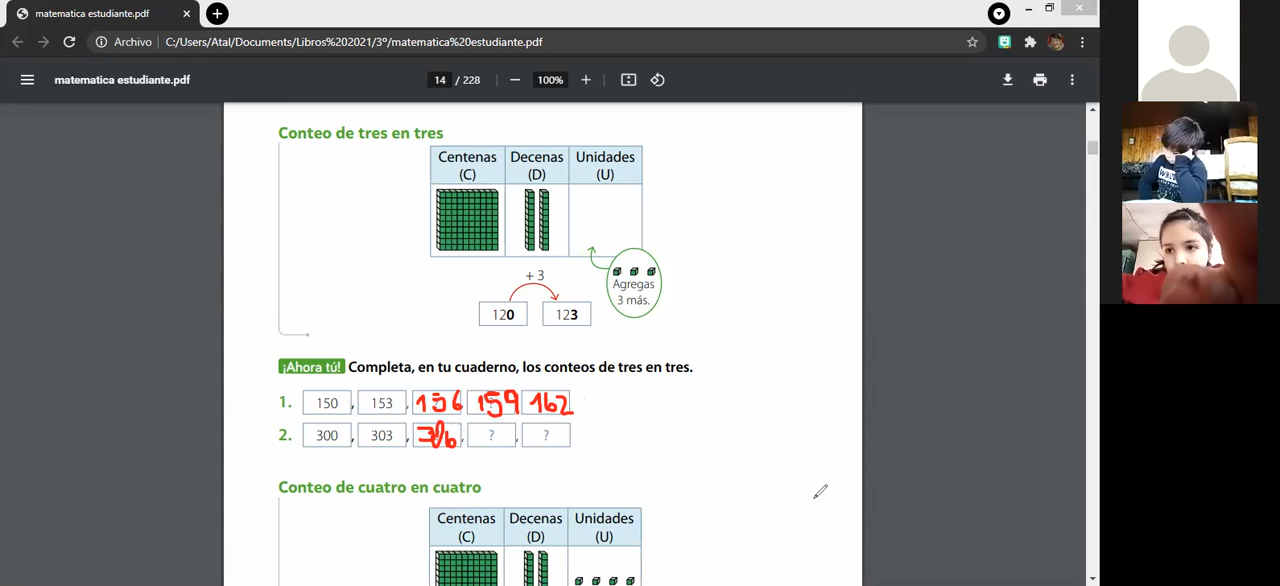 matematica estudiante.pdf
Archivo C:/Users/Atal/Documents/Libros%202021/3º/matematica%20estudiante.pdf
matematica estudiante.pdf 14 / 228 — 100% +
Conteo de tres en tres
Centenas (C) Decenas (D) Unidades (U)
+ 3
Agregas
3 más.
120 123
¡Ahora tú! Completa, en tu cuaderno, los conteos de tres en tres.
1. 150, 153, 156 159 162
2. 300, 303, 306, ?, ?
Conteo de cuatro en cuatro
Centenas (C) Decenas (D) Unidades (U)